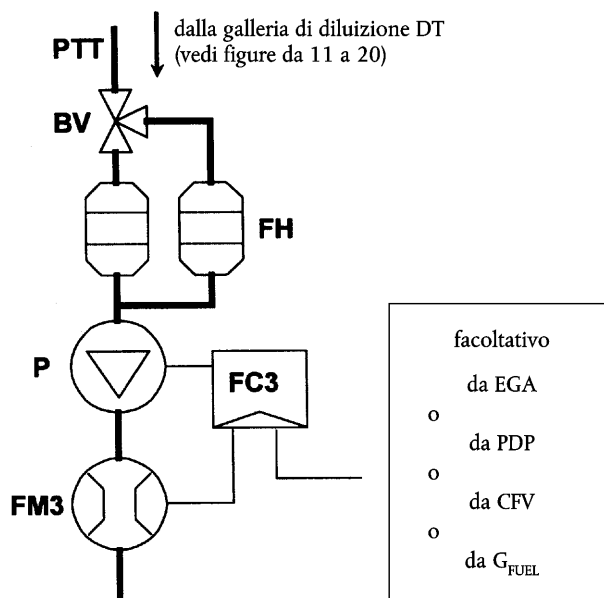 dalla galleria di diluizione DT
(vedi figure da 11 a 20)
PTT
BV
FH
P
FC3
FM3
facoltativo
da EGA
o
da PDP
o
da CFV
o
da G_FUEL